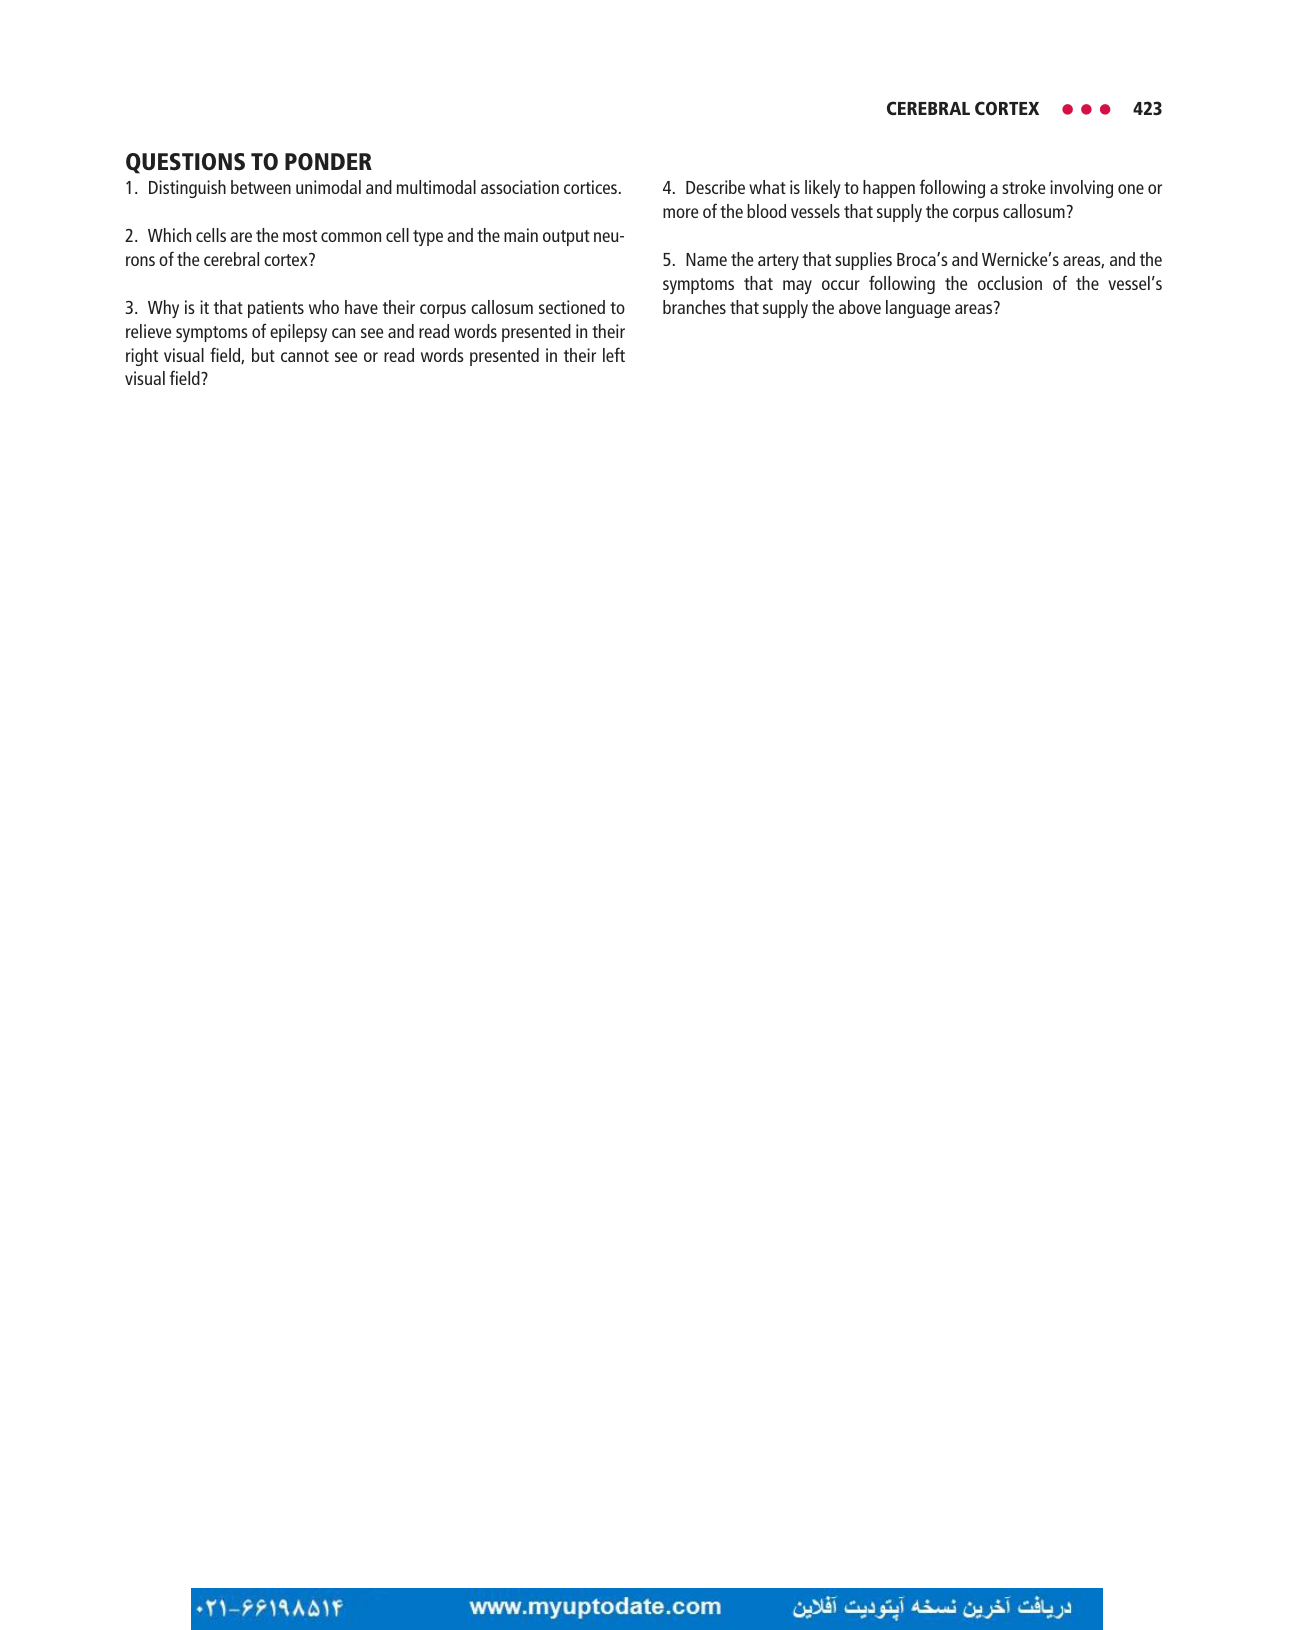 CEREBRAL CORTEX ● ● ● 423
QUESTIONS TO PONDER
1. Distinguish between unimodal and multimodal association cortices.
2. Which cells are the most common cell type and the main output neu-
rons of the cerebral cortex?
3. Why is it that patients who have their corpus callosum sectioned to
relieve symptoms of epilepsy can see and read words presented in their
right visual field, but cannot see or read words presented in their left
visual field?
4. Describe what is likely to happen following a stroke involving one or
more of the blood vessels that supply the corpus callosum?
5. Name the artery that supplies Broca’s and Wernicke’s areas, and the
symptoms that may occur following the occlusion of the vessel’s
branches that supply the above language areas?
۰۲۱-۶۶۱۹۸۵۱۴ www.myuptodate.com دریافت آخرین نسخه آپتودیت آفلاین